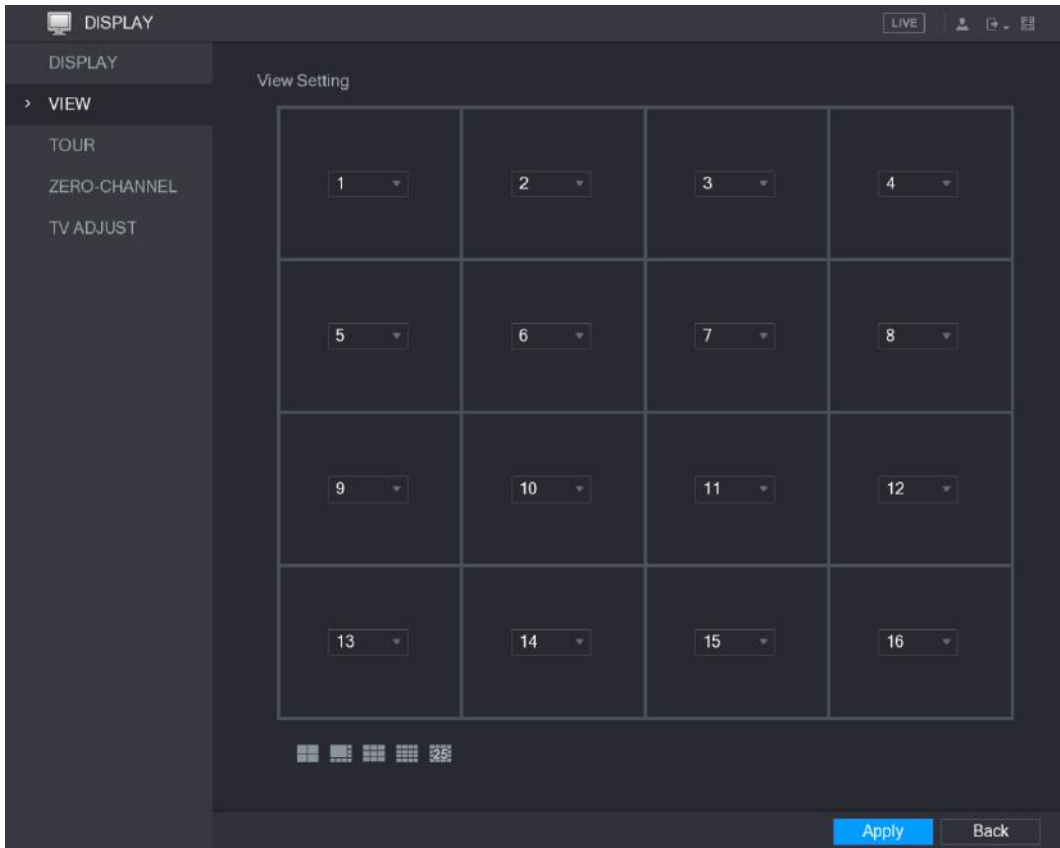 DISPLAY
LIVE
DISPLAY
VIEW
TOUR
ZERO-CHANNEL
TV ADJUST
View Setting
1 2 3 4
5 6 7 8
9 10 11 12
13 14 15 16
25
Apply Back